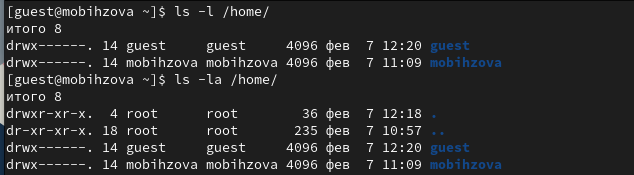 [guest@mobihzova ~]$ ls -l /home/
итого 8
drwx------. 14 guest    guest    4096 фев  7 12:20 guest
drwx------. 14 mobihzova mobihzova 4096 фев  7 11:09 mobihzova
[guest@mobihzova ~]$ ls -la /home/
итого 8
drwxr-xr-x.  4 root     root       36 фев  7 12:18 .
dr-xr-xr-x. 18 root     root      235 фев  7 10:57 ..
drwx------. 14 guest    guest    4096 фев  7 12:20 guest
drwx------. 14 mobihzova mobihzova 4096 фев  7 11:09 mobihzova